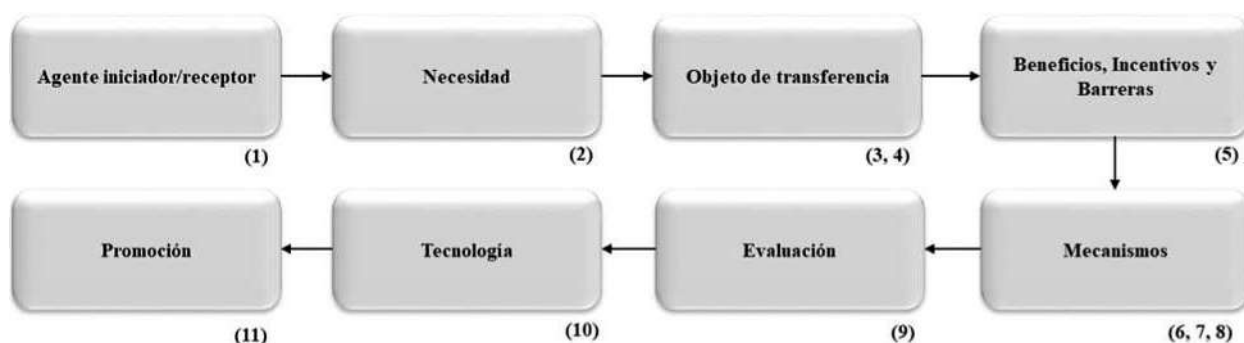 Agente iniciador/receptor
(1)
Necesidad
(2)
Objeto de transferencia
(3, 4)
Beneficios, Incentivos y
Barreras
(5)
Mecanismos
(6, 7, 8)
Evaluación
(9)
Tecnología
(10)
Promoción
(11)